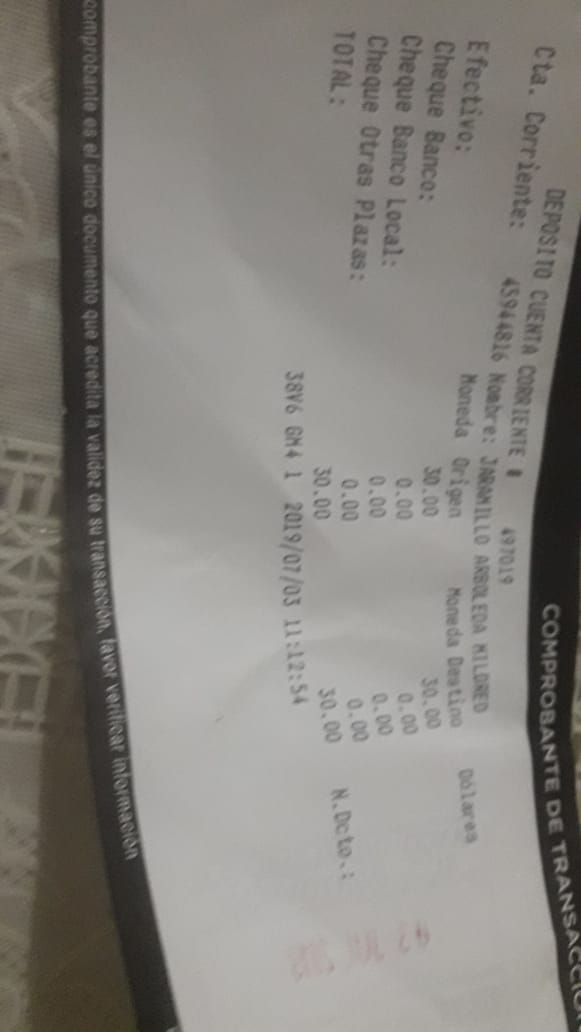 COMPROBANTE DE TRANSACCIÓN
DEPOSITO CUENTA CORRIENTE # 497019
Cta. Corriente: 45944816 Nombre: JARAMILLO ARBOLEDA MILDRED
Moneda Origen Moneda Destino Dólares
Efectivo: 30.00 30.00
Cheque Banco: 0.00 0.00
Cheque Banco Local: 0.00 0.00
Cheque Otras Plazas: 0.00 0.00
TOTAL: 30.00 30.00 N.Dcto.:
38V6 GM4 1 2019/07/03 11:12:54
comprobante es el único documento que acredita la validez de su transacción, favor verificar información